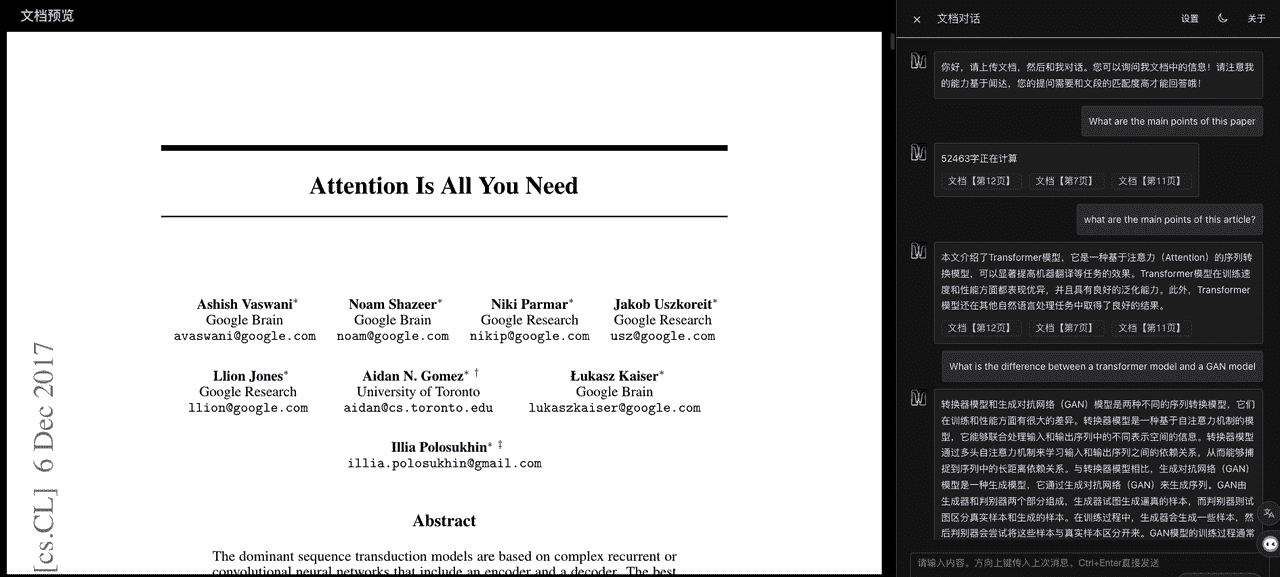 文档预览
Attention Is All You Need
Ashish Vaswani*
Google Brain
avaswani@google.com
Noam Shazeer*
Google Brain
noam@google.com
Niki Parmar*
Google Research
nikip@google.com
Jakob Uszkoreit*
Google Research
usz@google.com
Llion Jones*
Google Research
llion@google.com
Aidan N. Gomez* †
University of Toronto
aidan@cs.toronto.edu
Łukasz Kaiser*
Google Brain
lukaszkaiser@google.com
Illia Polosukhin* ‡
illia.polosukhin@gmail.com
Abstract
The dominant sequence transduction models are based on complex recurrent or
convolutional neural networks that include an encoder and a decoder. The best
[cs.CL] 6 Dec 2017
× 文档对话 设置 关于
你好，请上传文档，然后和我对话。您可以询问我文档中的信息！请注意我
的能力基于闻达，您的提问需要和文段的匹配度高才能回答哦！
What are the main points of this paper
52463字正在计算
文档【第12页】 文档【第7页】 文档【第11页】
what are the main points of this article?
本文介绍了Transformer模型，它是一种基于注意力（Attention）的序列转
换模型，可以显著提高机器翻译等任务的效果。Transformer模型在训练速
度和性能方面都表现优异，并且具有良好的泛化能力。此外，Transformer
模型还在其他自然语言处理任务中取得了良好的结果。
文档【第12页】 文档【第7页】 文档【第11页】
What is the difference between a transformer model and a GAN model
转换器模型和生成对抗网络（GAN）模型是两种不同的序列转换模型，它们
在训练和性能方面有很大的差异。转换器模型是一种基于自注意力机制的模
型，它能够联合处理输入和输出序列中的不同表示空间的信息。转换器模型
通过多头自注意力机制来学习输入和输出序列之间的依赖关系，从而能够捕
捉到序列中的长距离依赖关系。与转换器模型相比，生成对抗网络（GAN）
模型是一种生成模型，它通过生成对抗网络（GAN）来生成序列。GAN由
生成器和判别器两个部分组成，生成器试图生成逼真的样本，而判别器则试
图区分真实样本和生成的样本。在训练过程中，生成器会生成一些样本，然
后判别器会尝试将这些样本与真实样本区分开来。GAN模型的训练过程通常
请输入内容。方向上键传入上次消息，Ctrl+Enter直接发送